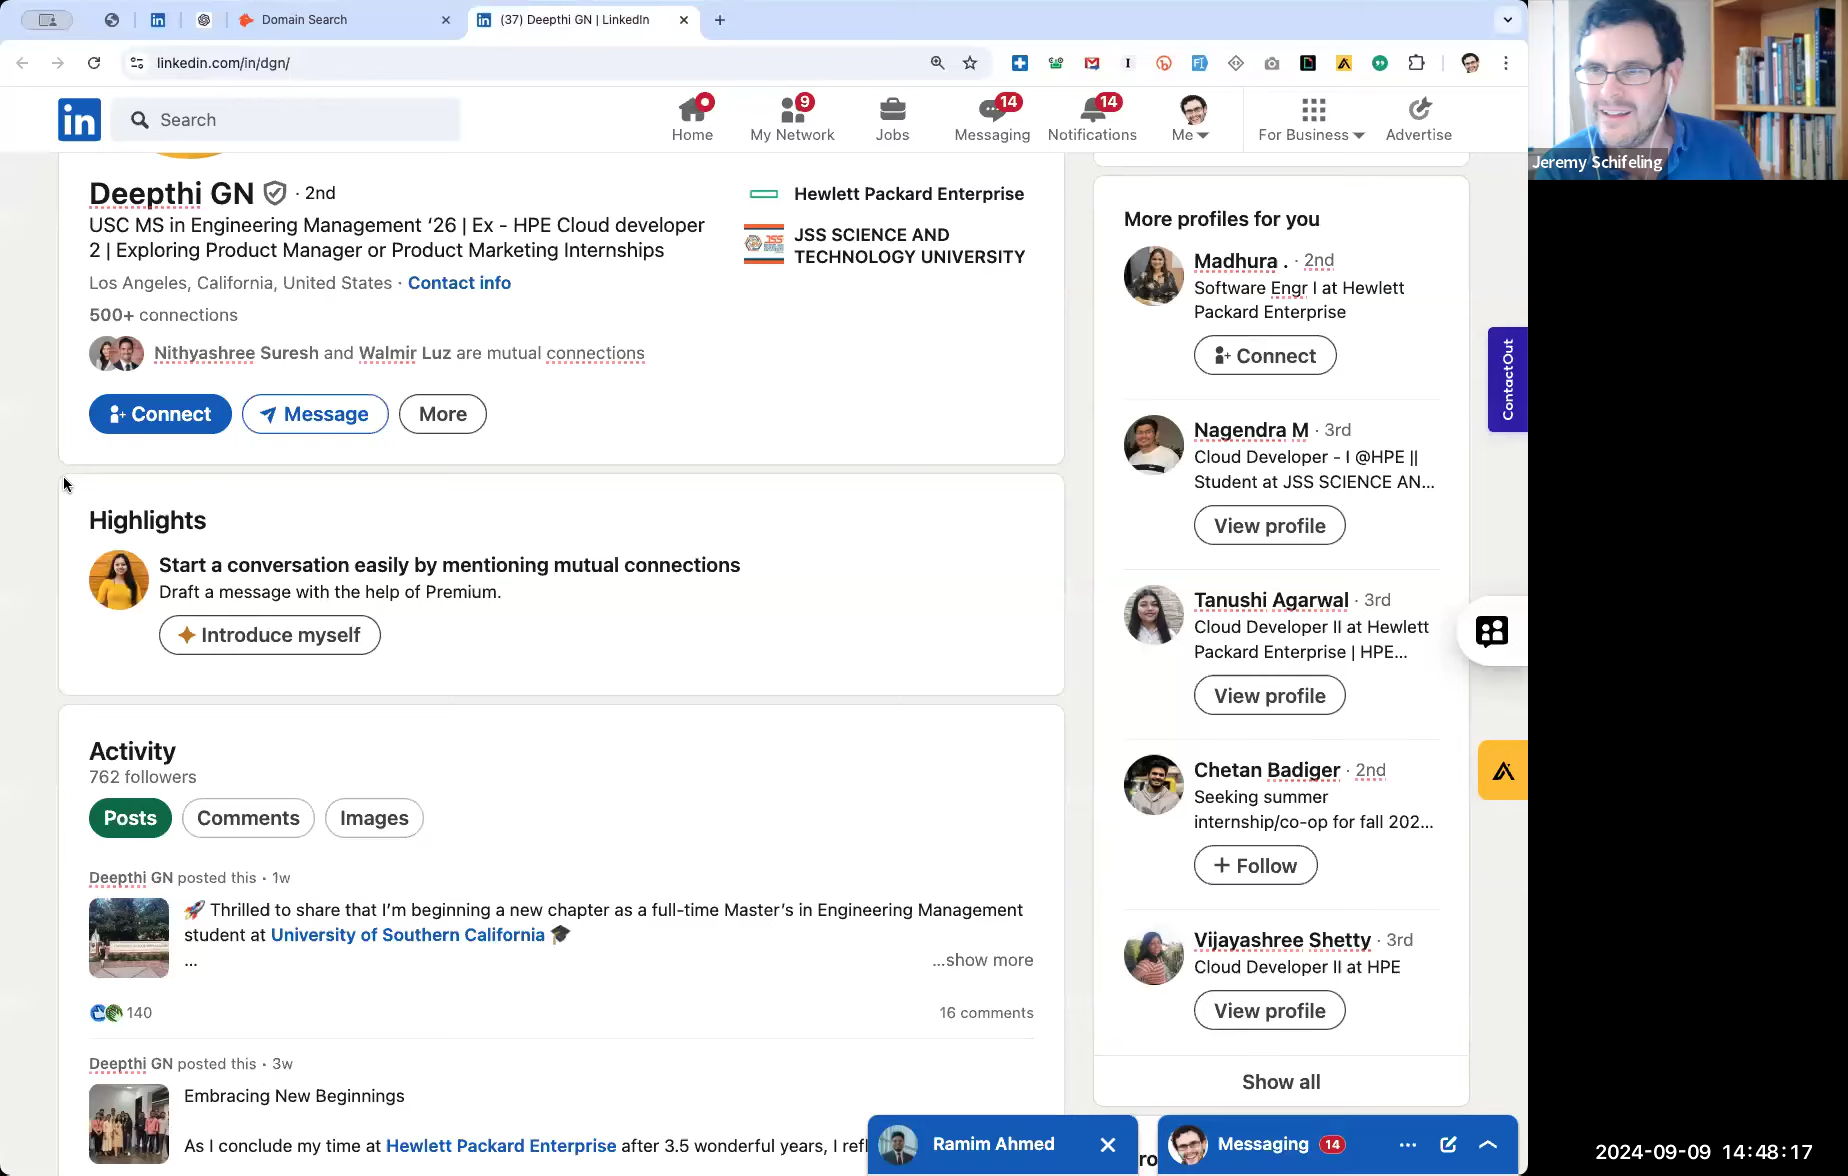 Domain Search
(37) Deepthi GN | LinkedIn
linkedin.com/in/dgn/
in
Search
Home
9
My Network
Jobs
14
Messaging
14
Notifications
Me
For Business
Advertise
Jeremy Schifeling
Deepthi GN · 2nd
USC MS in Engineering Management ‘26 | Ex - HPE Cloud developer
2 | Exploring Product Manager or Product Marketing Internships
Los Angeles, California, United States · Contact info
500+ connections
Nithyashree Suresh and Walmir Luz are mutual connections
Connect
Message
More
Hewlett Packard Enterprise
JSS SCIENCE AND
TECHNOLOGY UNIVERSITY
Highlights
Start a conversation easily by mentioning mutual connections
Draft a message with the help of Premium.
Introduce myself
Activity
762 followers
Posts
Comments
Images
Deepthi GN posted this • 1w
🚀 Thrilled to share that I’m beginning a new chapter as a full-time Master’s in Engineering Management
student at University of Southern California 🎓
...
...show more
140
16 comments
Deepthi GN posted this • 3w
Embracing New Beginnings
As I conclude my time at Hewlett Packard Enterprise after 3.5 wonderful years, I refl
More profiles for you
Madhura . · 2nd
Software Engr I at Hewlett
Packard Enterprise
Connect
Nagendra M · 3rd
Cloud Developer - I @HPE ||
Student at JSS SCIENCE AN...
View profile
Tanushi Agarwal · 3rd
Cloud Developer II at Hewlett
Packard Enterprise | HPE...
View profile
Chetan Badiger · 2nd
Seeking summer
internship/co-op for fall 202...
+ Follow
Vijayashree Shetty · 3rd
Cloud Developer II at HPE
View profile
Show all
ContactOut
Ramim Ahmed
ro
Messaging 14
2024-09-09 14:48:17